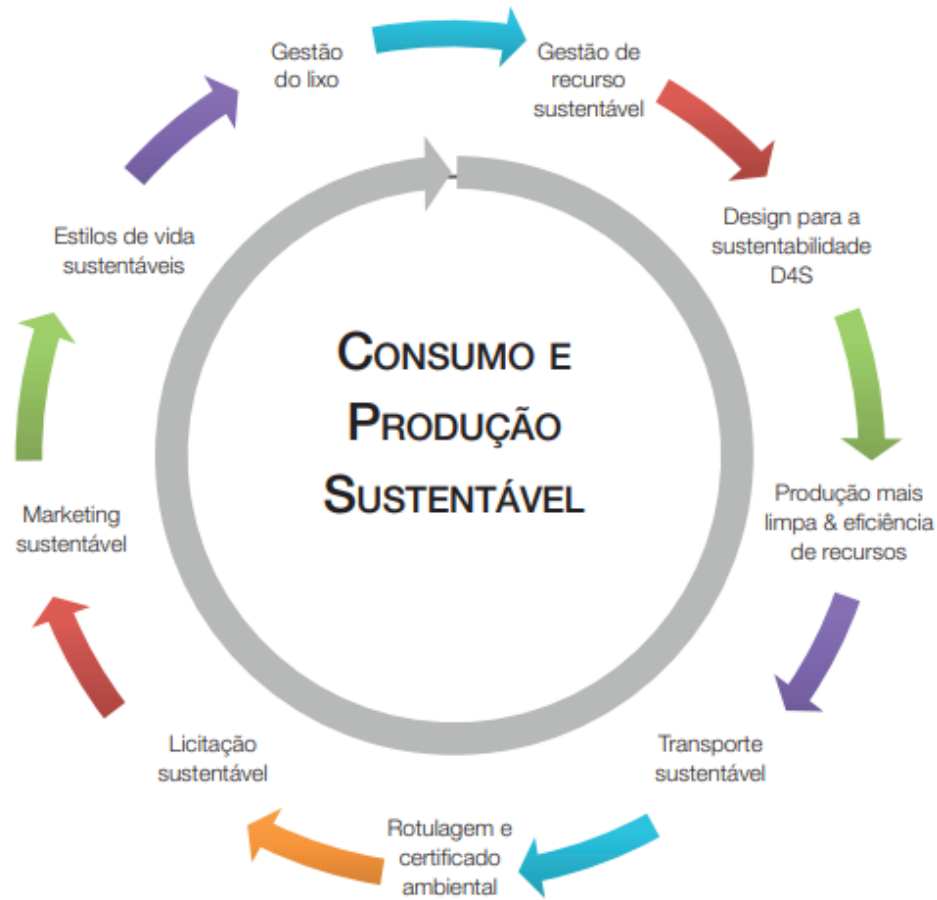 Gestão
do lixo
Gestão de
recurso
sustentável
Design para a
sustentabilidade
D4S
Produção mais
limpa & eficiência
de recursos
Transporte
sustentável
Rotulagem e
certificado
ambiental
Licitação
sustentável
Marketing
sustentável
Estilos de vida
sustentáveis
CONSUMO E
PRODUÇÃO
SUSTENTÁVEL